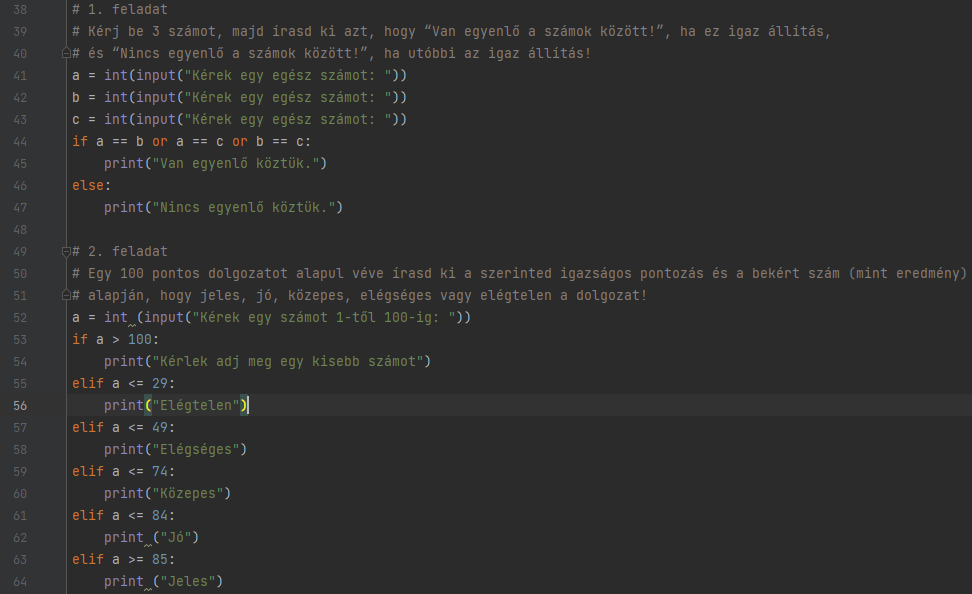 38 # 1. feladat
39 # Kérj be 3 számot, majd írasd ki azt, hogy “Van egyenlő a számok között!”, ha ez igaz állítás,
40 # és “Nincs egyenlő a számok között!”, ha utóbbi az igaz állítás!
41 a = int(input("Kérek egy egész számot: "))
42 b = int(input("Kérek egy egész számot: "))
43 c = int(input("Kérek egy egész számot: "))
44 if a == b or a == c or b == c:
45     print("Van egyenlő köztük.")
46 else:
47     print("Nincs egyenlő köztük.")
48
49 # 2. feladat
50 # Egy 100 pontos dolgozatot alapul véve írasd ki a szerinted igazságos pontozás és a bekért szám (mint eredmény)
51 # alapján, hogy jeles, jó, közepes, elégséges vagy elégtelen a dolgozat!
52 a = int (input("Kérek egy számot 1-től 100-ig: "))
53 if a > 100:
54     print("Kérlek adj meg egy kisebb számot")
55 elif a <= 29:
56     print("Elégtelen")
57 elif a <= 49:
58     print("Elégséges")
59 elif a <= 74:
60     print("Közepes")
61 elif a <= 84:
62     print ("Jó")
63 elif a >= 85:
64     print ("Jeles")